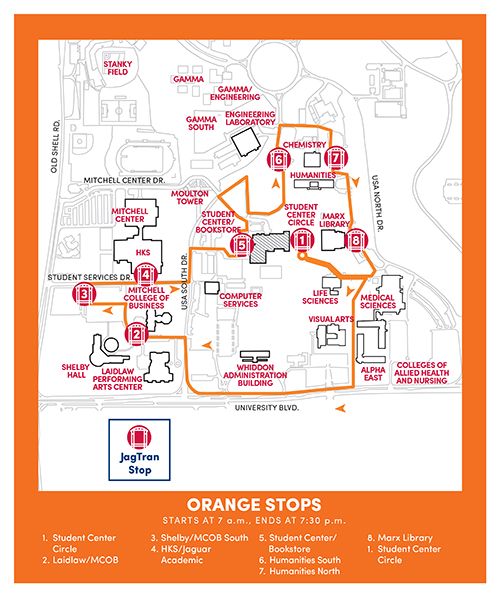 STANKY
FIELD
GAMMA
GAMMA/
ENGINEERING
GAMMA
SOUTH
ENGINEERING
LABORATORY
OLD SHELL RD.
CHEMISTRY
6
7
MITCHELL CENTER DR.
HUMANITIES
USA NORTH DR.
MOULTON
TOWER
MITCHELL
CENTER
STUDENT
CENTER/
BOOKSTORE
STUDENT
CENTER
CIRCLE
MARX
LIBRARY
5
1
8
HKS
USA SOUTH DR.
STUDENT SERVICES DR.
4
3
MITCHELL
COLLEGE OF
BUSINESS
COMPUTER
SERVICES
LIFE
SCIENCES
MEDICAL
SCIENCES
VISUAL ARTS
2
SHELBY
HALL
LAIDLAW
PERFORMING
ARTS CENTER
WHIDDON
ADMINISTRATION
BUILDING
ALPHA
EAST
COLLEGES OF
ALLIED HEALTH
AND NURSING
UNIVERSITY BLVD.
JagTran
Stop
ORANGE STOPS
STARTS AT 7 a.m., ENDS AT 7:30 p.m.
1. Student Center
Circle
2. Laidlaw/MCOB
3. Shelby/MCOB South
4. HKS/Jaguar
Academic
5. Student Center/
Bookstore
6. Humanities South
7. Humanities North
8. Marx Library
1. Student Center
Circle